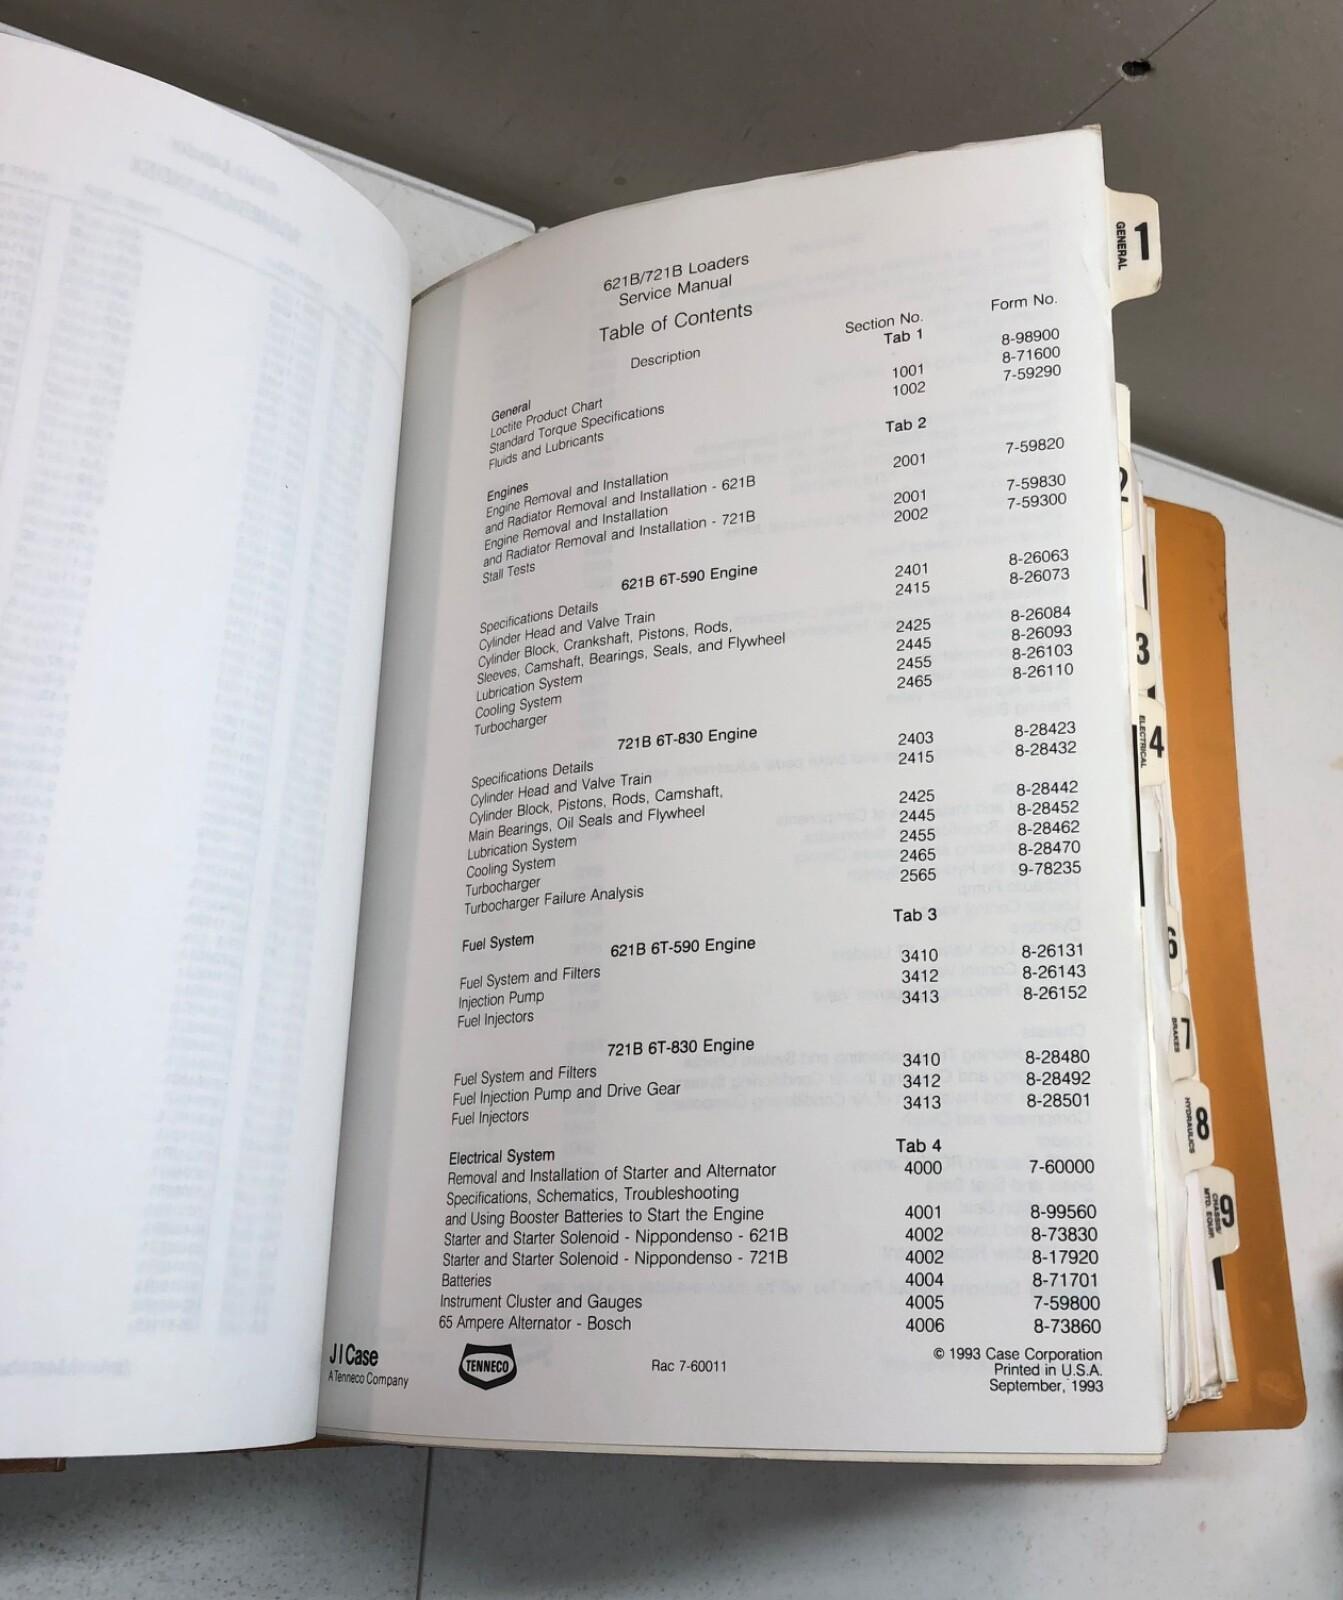 621B/721B Loaders
Service Manual
Table of Contents
Description Section No. Form No.
General Tab 1
Loctite Product Chart 8-98900
Standard Torque Specifications 1001 8-71600
Fluids and Lubricants 1002 7-59290
Engines Tab 2
Engine Removal and Installation
and Radiator Removal and Installation - 621B 2001 7-59820
Engine Removal and Installation
and Radiator Removal and Installation - 721B 2001 7-59830
Stall Tests 2002 7-59300
621B 6T-590 Engine
Specifications Details 2401 8-26063
Cylinder Head and Valve Train 2415 8-26073
Cylinder Block, Crankshaft, Pistons, Rods,
Sleeves, Camshaft, Bearings, Seals, and Flywheel 2425 8-26084
Lubrication System 2445 8-26093
Cooling System 2455 8-26103
Turbocharger 2465 8-26110
721B 6T-830 Engine
Specifications Details 2403 8-28423
Cylinder Head and Valve Train 2415 8-28432
Cylinder Block, Pistons, Rods, Camshaft,
Main Bearings, Oil Seals and Flywheel 2425 8-28442
Lubrication System 2445 8-28452
Cooling System 2455 8-28462
Turbocharger 2465 8-28470
Turbocharger Failure Analysis 2565 9-78235
Fuel System Tab 3
621B 6T-590 Engine
Fuel System and Filters 3410 8-26131
Injection Pump 3412 8-26143
Fuel Injectors 3413 8-26152
721B 6T-830 Engine
Fuel System and Filters 3410 8-28480
Fuel Injection Pump and Drive Gear 3412 8-28492
Fuel Injectors 3413 8-28501
Electrical System Tab 4
Removal and Installation of Starter and Alternator 4000 7-60000
Specifications, Schematics, Troubleshooting
and Using Booster Batteries to Start the Engine 4001 8-99560
Starter and Starter Solenoid - Nippondenso - 621B 4002 8-73830
Starter and Starter Solenoid - Nippondenso - 721B 4002 8-17920
Batteries 4004 8-71701
Instrument Cluster and Gauges 4005 7-59800
65 Ampere Alternator - Bosch 4006 8-73860
J I Case
A Tenneco Company
TENNECO
Rac 7-60011
© 1993 Case Corporation
Printed in U.S.A.
September, 1993
1 GENERAL
2
3
4 ELECTRICAL
6
7 BRAKES
8 HYDRAULICS
9 CHASSIS/
MTD. EQUIP.